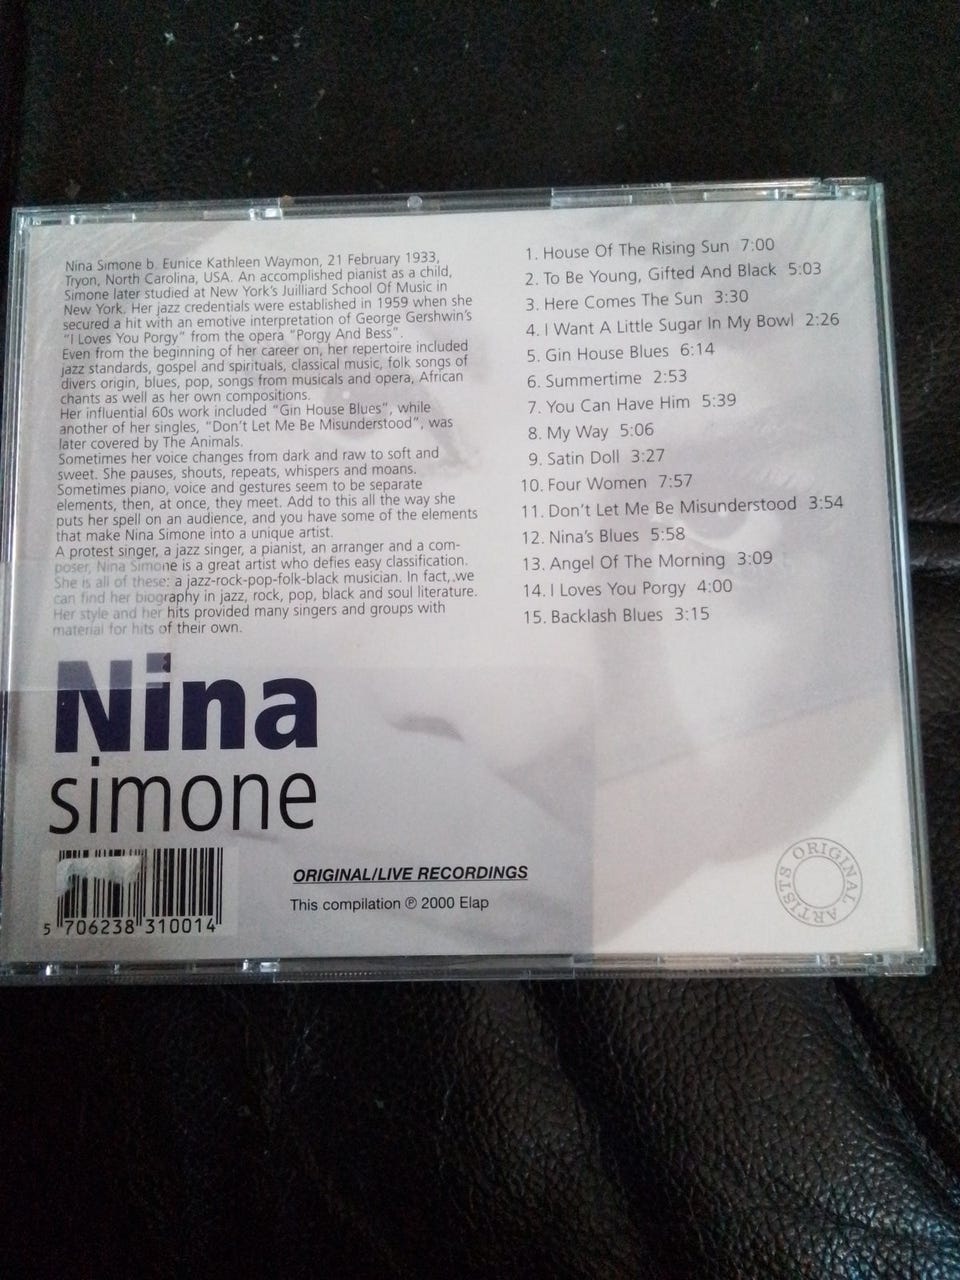 Nina Simone b. Eunice Kathleen Waymon, 21 February 1933,
Tryon, North Carolina, USA. An accomplished pianist as a child,
Simone later studied at New York's Juilliard School Of Music in
New York. Her jazz credentials were established in 1959 when she
secured a hit with an emotive interpretation of George Gershwin's
"I Loves You Porgy" from the opera "Porgy And Bess".
Even from the beginning of her career on, her repertoire included
jazz standards, gospel and spirituals, classical music, folk songs of
divers origin, blues, pop, songs from musicals and opera, African
chants as well as her own compositions.
Her influential 60s work included "Gin House Blues", while
another of her singles, "Don't Let Me Be Misunderstood", was
later covered by The Animals.
Sometimes her voice changes from dark and raw to soft and
sweet. She pauses, shouts, repeats, whispers and moans.
Sometimes piano, voice and gestures seem to be separate
elements, then, at once, they meet. Add to this all the way she
puts her spell on an audience, and you have some of the elements
that make Nina Simone into a unique artist.
A protest singer, a jazz singer, a pianist, an arranger and a com-
poser, Nina Simone is a great artist who defies easy classification.
She is all of these: a jazz-rock-pop-folk-black musician. In fact,.we
can find her biography in jazz, rock, pop, black and soul literature.
Her style and her hits provided many singers and groups with
material for hits of their own.
1. House Of The Rising Sun 7:00
2. To Be Young, Gifted And Black 5:03
3. Here Comes The Sun 3:30
4. I Want A Little Sugar In My Bowl 2:26
5. Gin House Blues 6:14
6. Summertime 2:53
7. You Can Have Him 5:39
8. My Way 5:06
9. Satin Doll 3:27
10. Four Women 7:57
11. Don't Let Me Be Misunderstood 3:54
12. Nina's Blues 5:58
13. Angel Of The Morning 3:09
14. I Loves You Porgy 4:00
15. Backlash Blues 3:15
Nina
simone
ORIGINAL/LIVE RECORDINGS
This compilation ℗ 2000 Elap
5 706238 310014
ORIGINAL ARTISTS